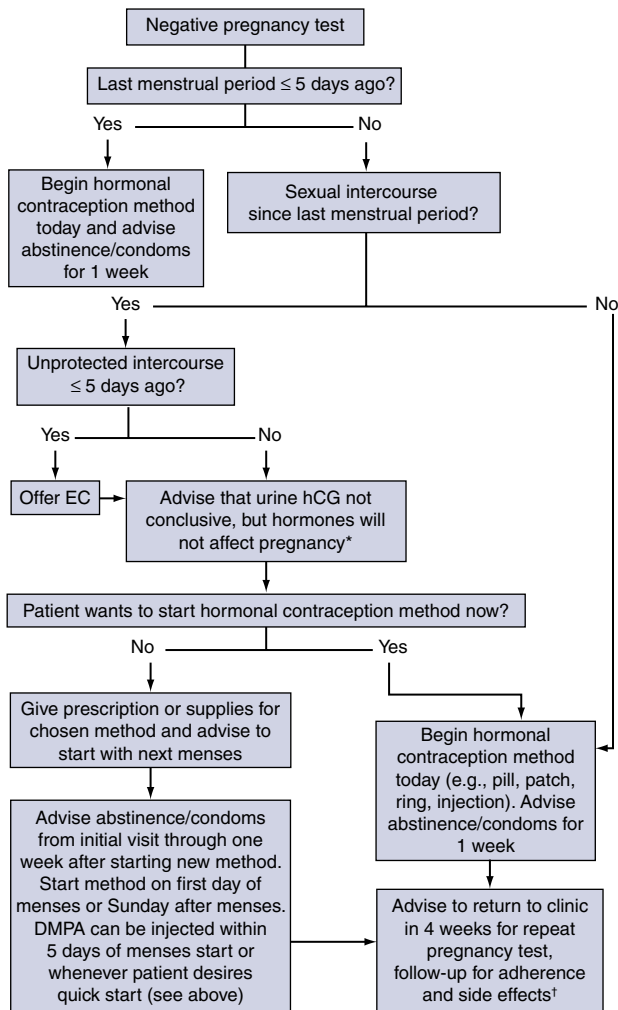 Negative pregnancy test
Last menstrual period ≤ 5 days ago?
Yes
No
Begin hormonal
contraception method
today and advise
abstinence/condoms
for 1 week
Sexual intercourse
since last menstrual period?
Yes
No
Unprotected intercourse
≤ 5 days ago?
Yes
No
Offer EC
Advise that urine hCG not
conclusive, but hormones will
not affect pregnancy*
Patient wants to start hormonal contraception method now?
No
Yes
Give prescription or supplies for
chosen method and advise to
start with next menses
Begin hormonal
contraception method
today (e.g., pill, patch,
ring, injection). Advise
abstinence/condoms for
1 week
Advise abstinence/condoms
from initial visit through one
week after starting new method.
Start method on first day of
menses or Sunday after menses.
DMPA can be injected within
5 days of menses start or
whenever patient desires
quick start (see above)
Advise to return to clinic
in 4 weeks for repeat
pregnancy test,
follow-up for adherence
and side effects†